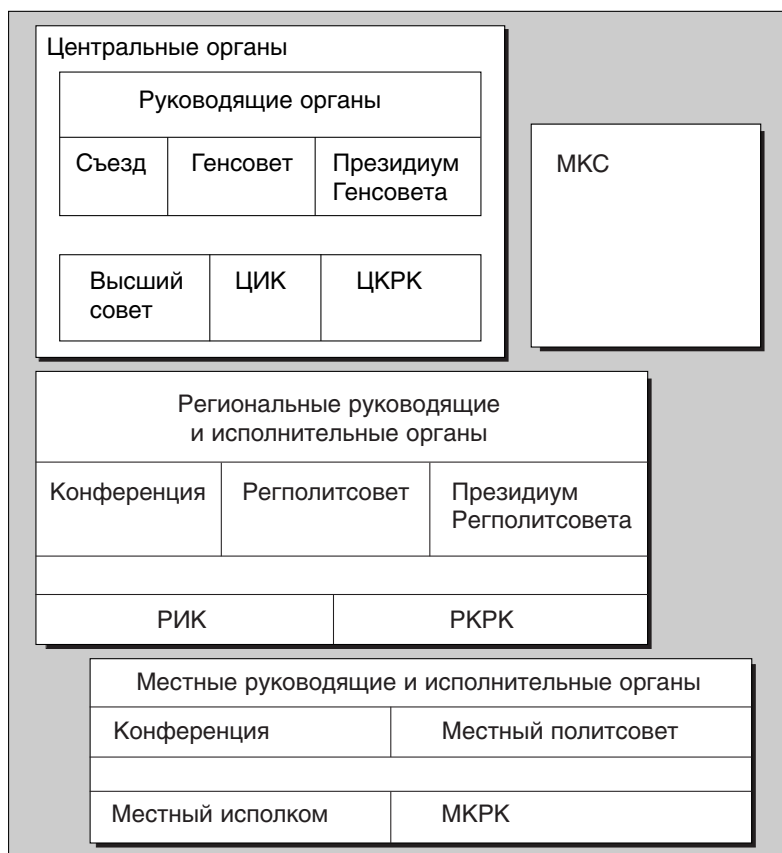 Центральные органы
Руководящие органы
Съезд
Генсовет
Президиум
Генсовета
Высший
совет
ЦИК
ЦКРК
МКС
Региональные руководящие
и исполнительные органы
Конференция
Регполитсовет
Президиум
Регполитсовета
РИК
РКРК
Местные руководящие и исполнительные органы
Конференция
Местный политсовет
Местный исполком
МКРК